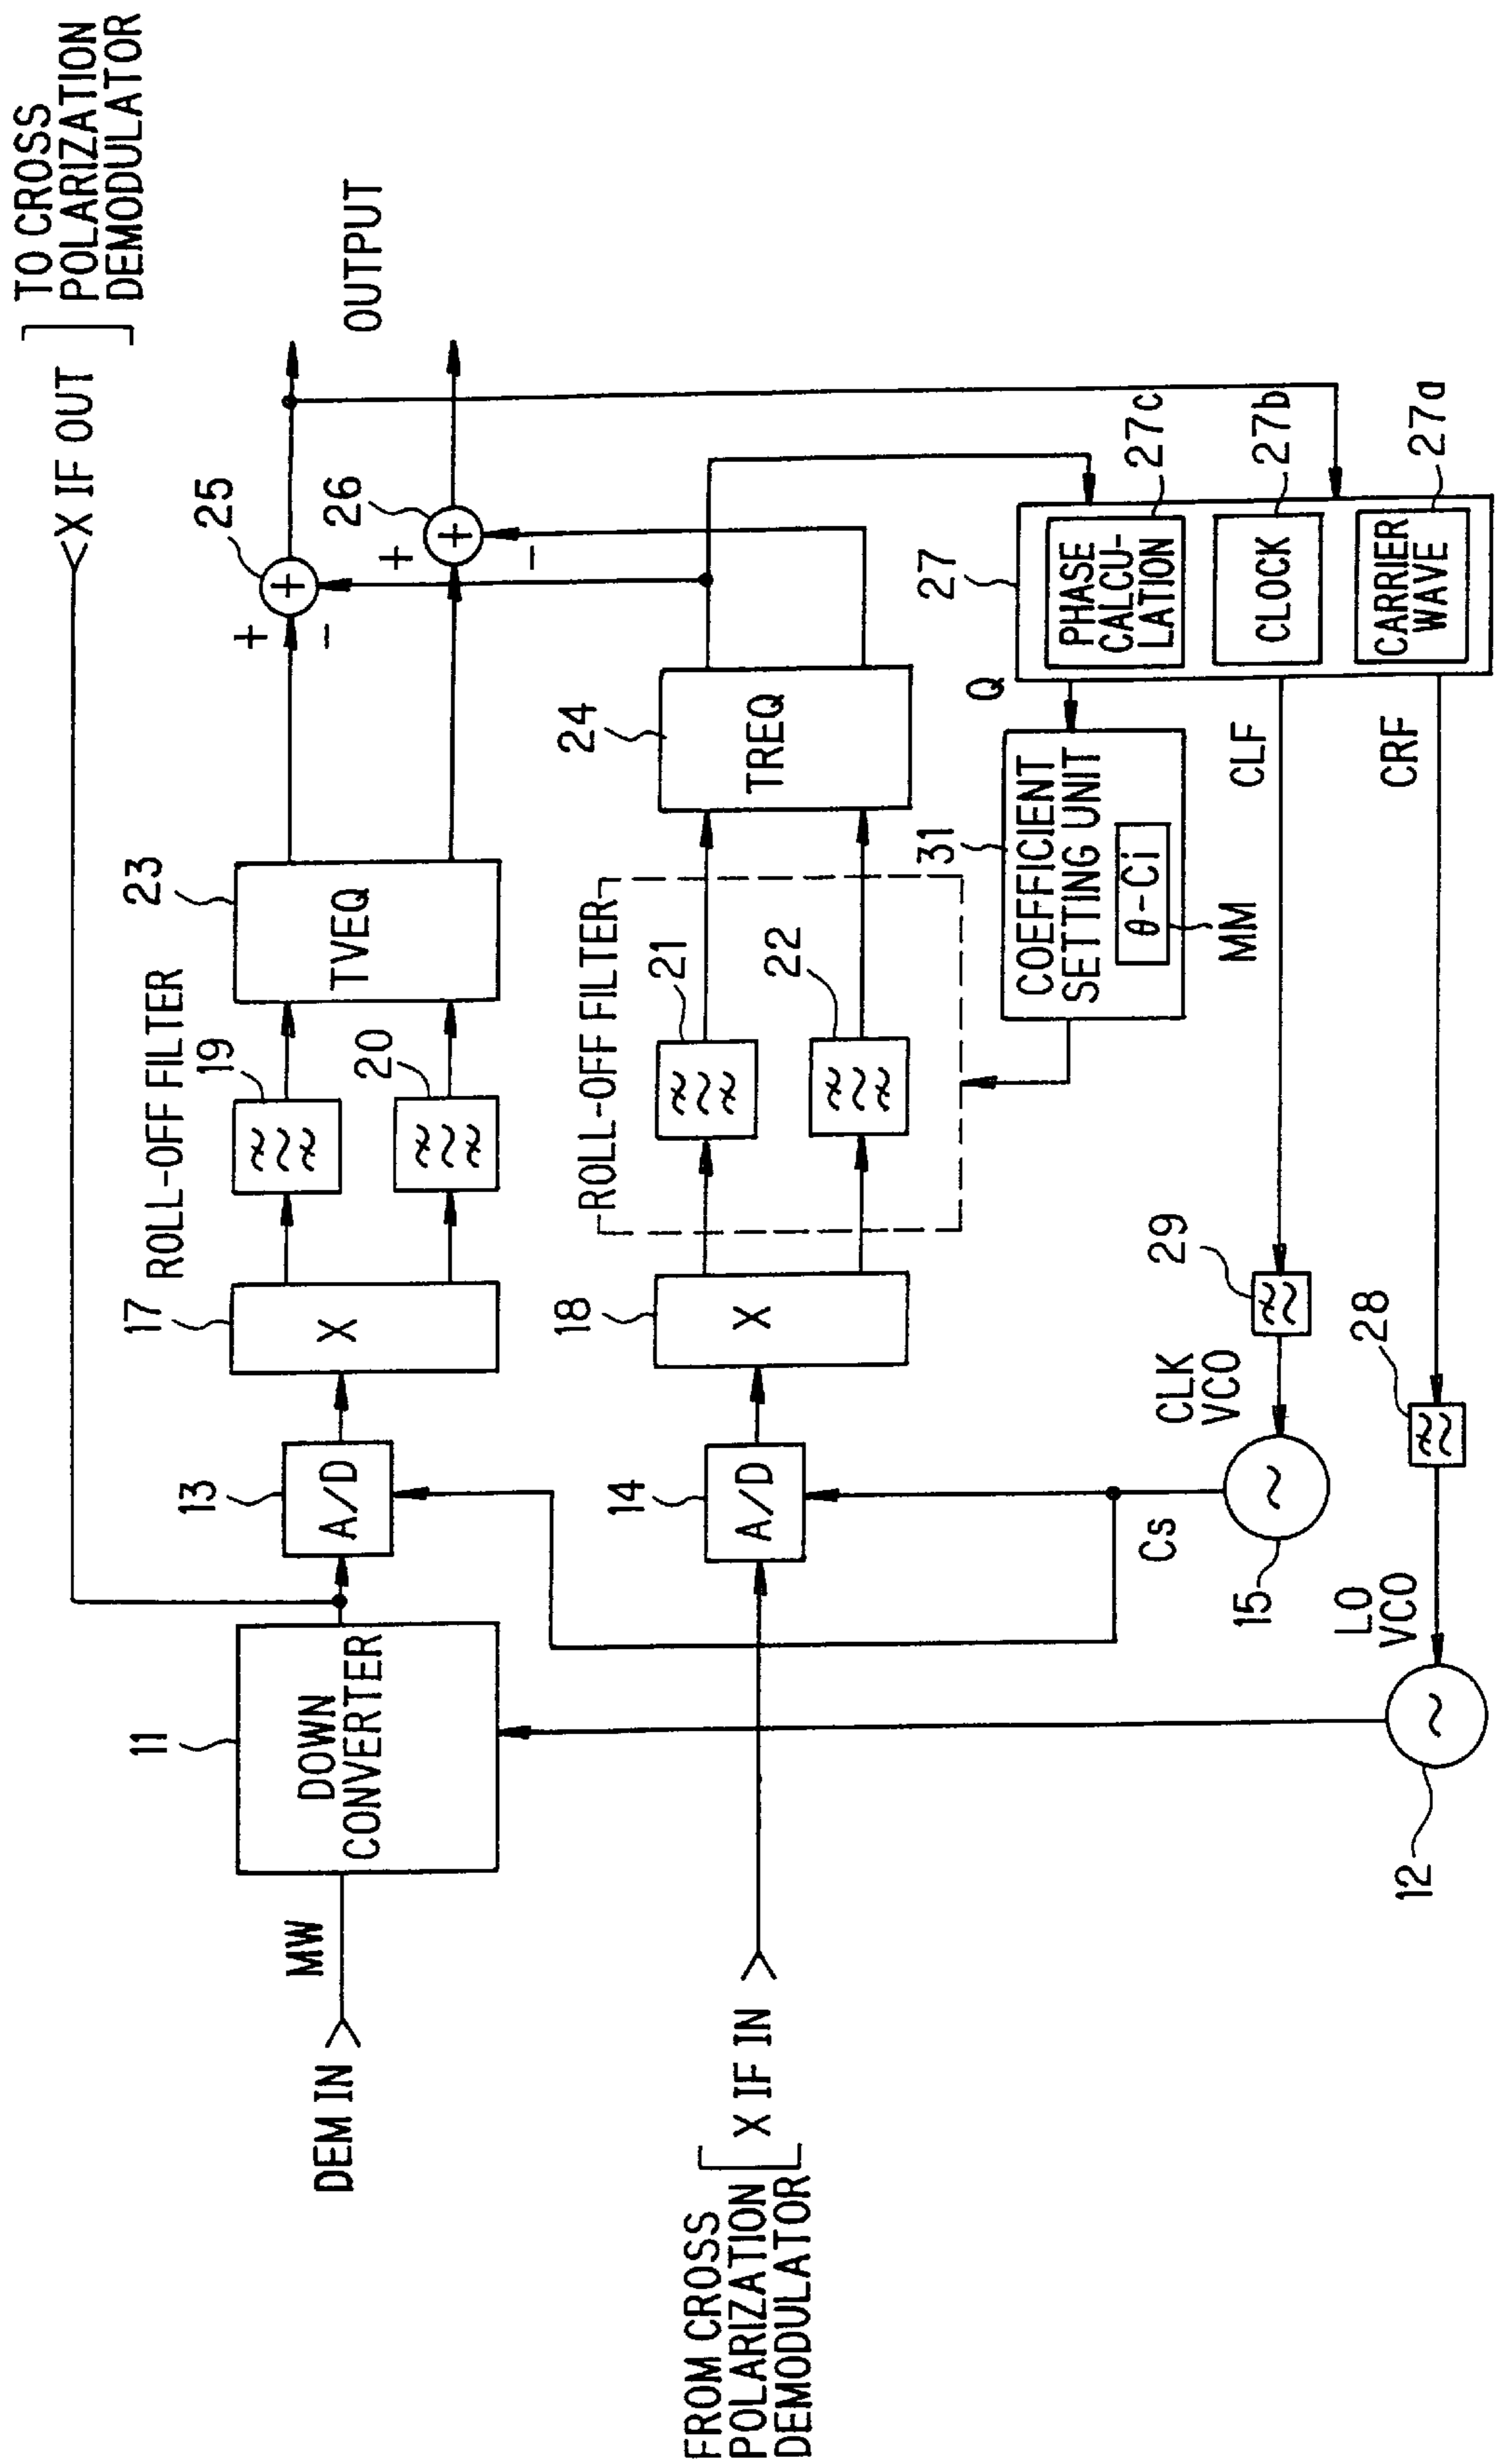 ] TO CROSS
POLARIZATION
DEMODULATOR
<X IF OUT
OUTPUT
DEM IN >
MW
11
DOWN
CONVERTER
13
A/D
17
X
ROLL-OFF FILTER
19
20
23
TVEQ
25
+
-
+
26
+
+
-
FROM CROSS
POLARIZATION
DEMODULATOR
[ X IF IN >
14
A/D
18
X
ROLL-OFF FILTER
21
22
24
TREQ
31
COEFFICIENT
SETTING UNIT
θ-Ci
MM
Q
27
PHASE
CALCU-
LATION
27c
CLOCK
27b
CARRIER
WAVE
27a
Cs
15
CLK
VCO
29
CLF
12
LO
VCO
28
CRF